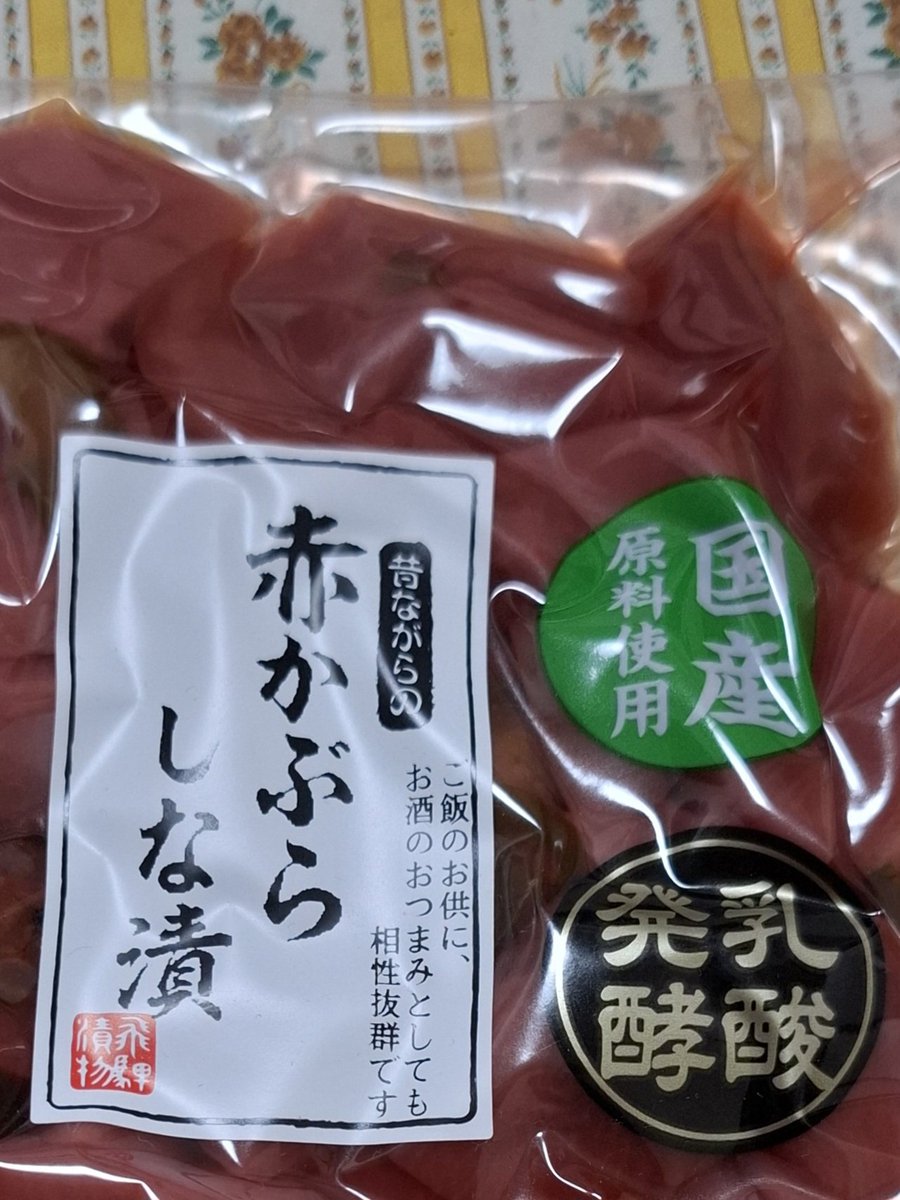 昔ながらの
赤かぶら
しな漬
ご飯のお供に、
お酒のおつまみとしても
相性抜群です
飛騨
漬物
国産
原料使用
乳酸
発酵